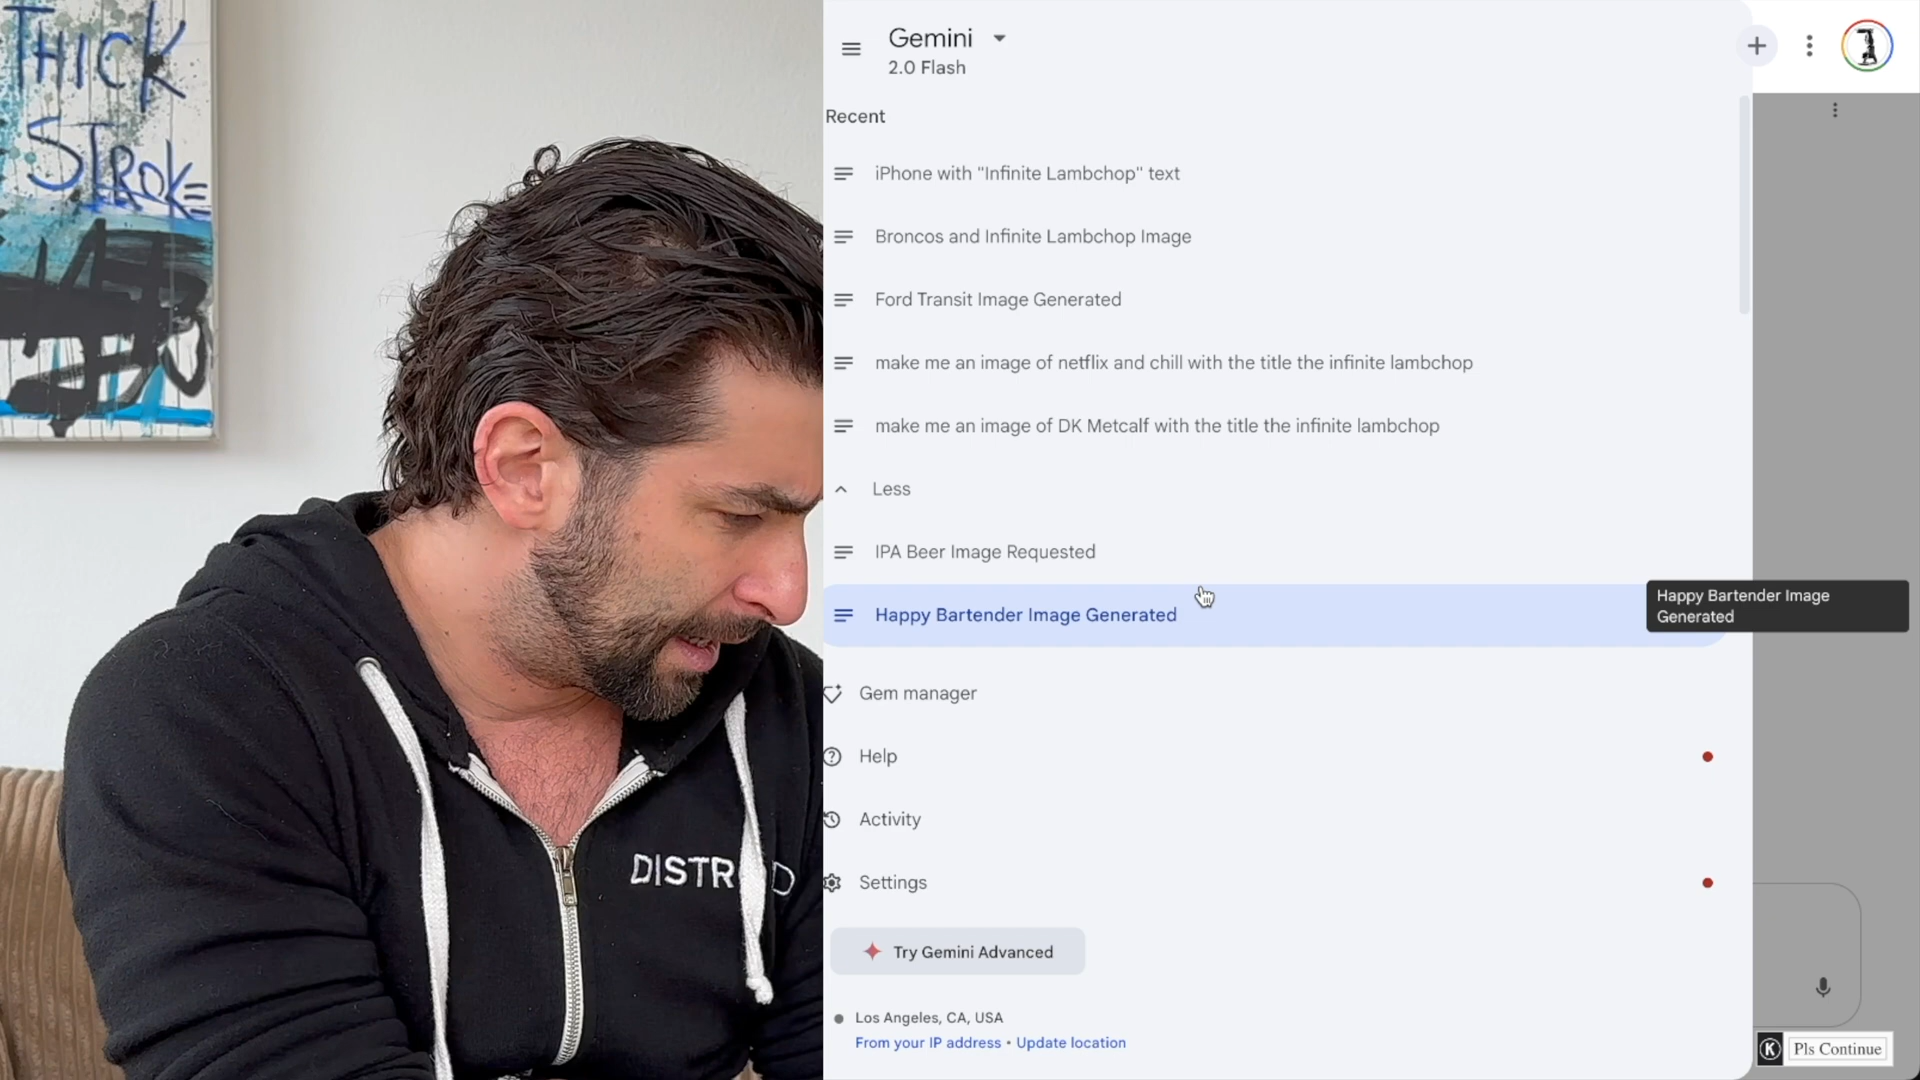 THICK
STROKE
DISTR
D
Gemini
2.0 Flash
Recent
iPhone with "Infinite Lambchop" text
Broncos and Infinite Lambchop Image
Ford Transit Image Generated
make me an image of netflix and chill with the title the infinite lambchop
make me an image of DK Metcalf with the title the infinite lambchop
Less
IPA Beer Image Requested
Happy Bartender Image Generated
Happy Bartender Image
Generated
Gem manager
Help
Activity
Settings
Try Gemini Advanced
Los Angeles, CA, USA
From your IP address • Update location
K
Pls Continue